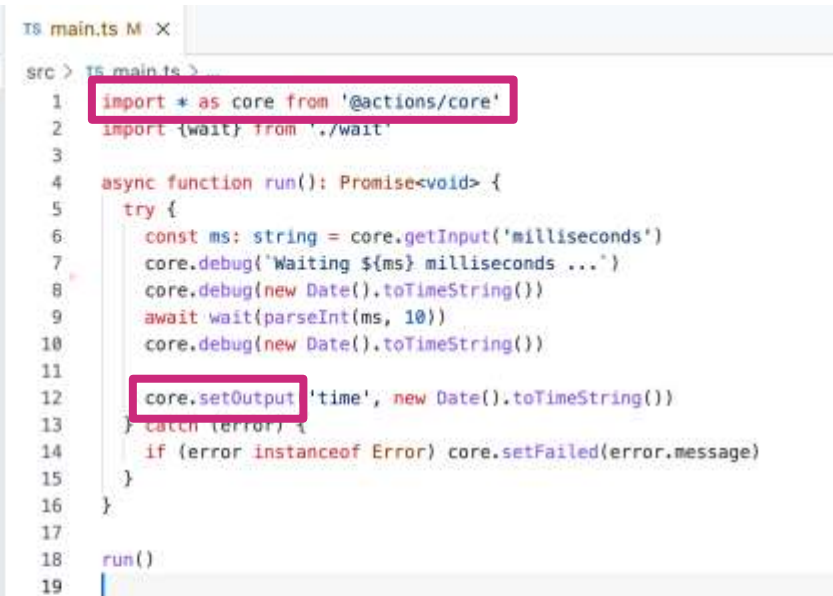 TS main.ts M ×
src > TS main.ts > ...
1 import * as core from '@actions/core'
2 import {wait} from './wait'
3
4 async function run(): Promise<void> {
5 try {
6 const ms: string = core.getInput('milliseconds')
7 core.debug(`Waiting ${ms} milliseconds ...`)
8 core.debug(new Date().toTimeString())
9 await wait(parseInt(ms, 10))
10 core.debug(new Date().toTimeString())
11
12 core.setOutput 'time', new Date().toTimeString())
13 } catch (error) {
14 if (error instanceof Error) core.setFailed(error.message)
15 }
16 }
17
18 run()
19